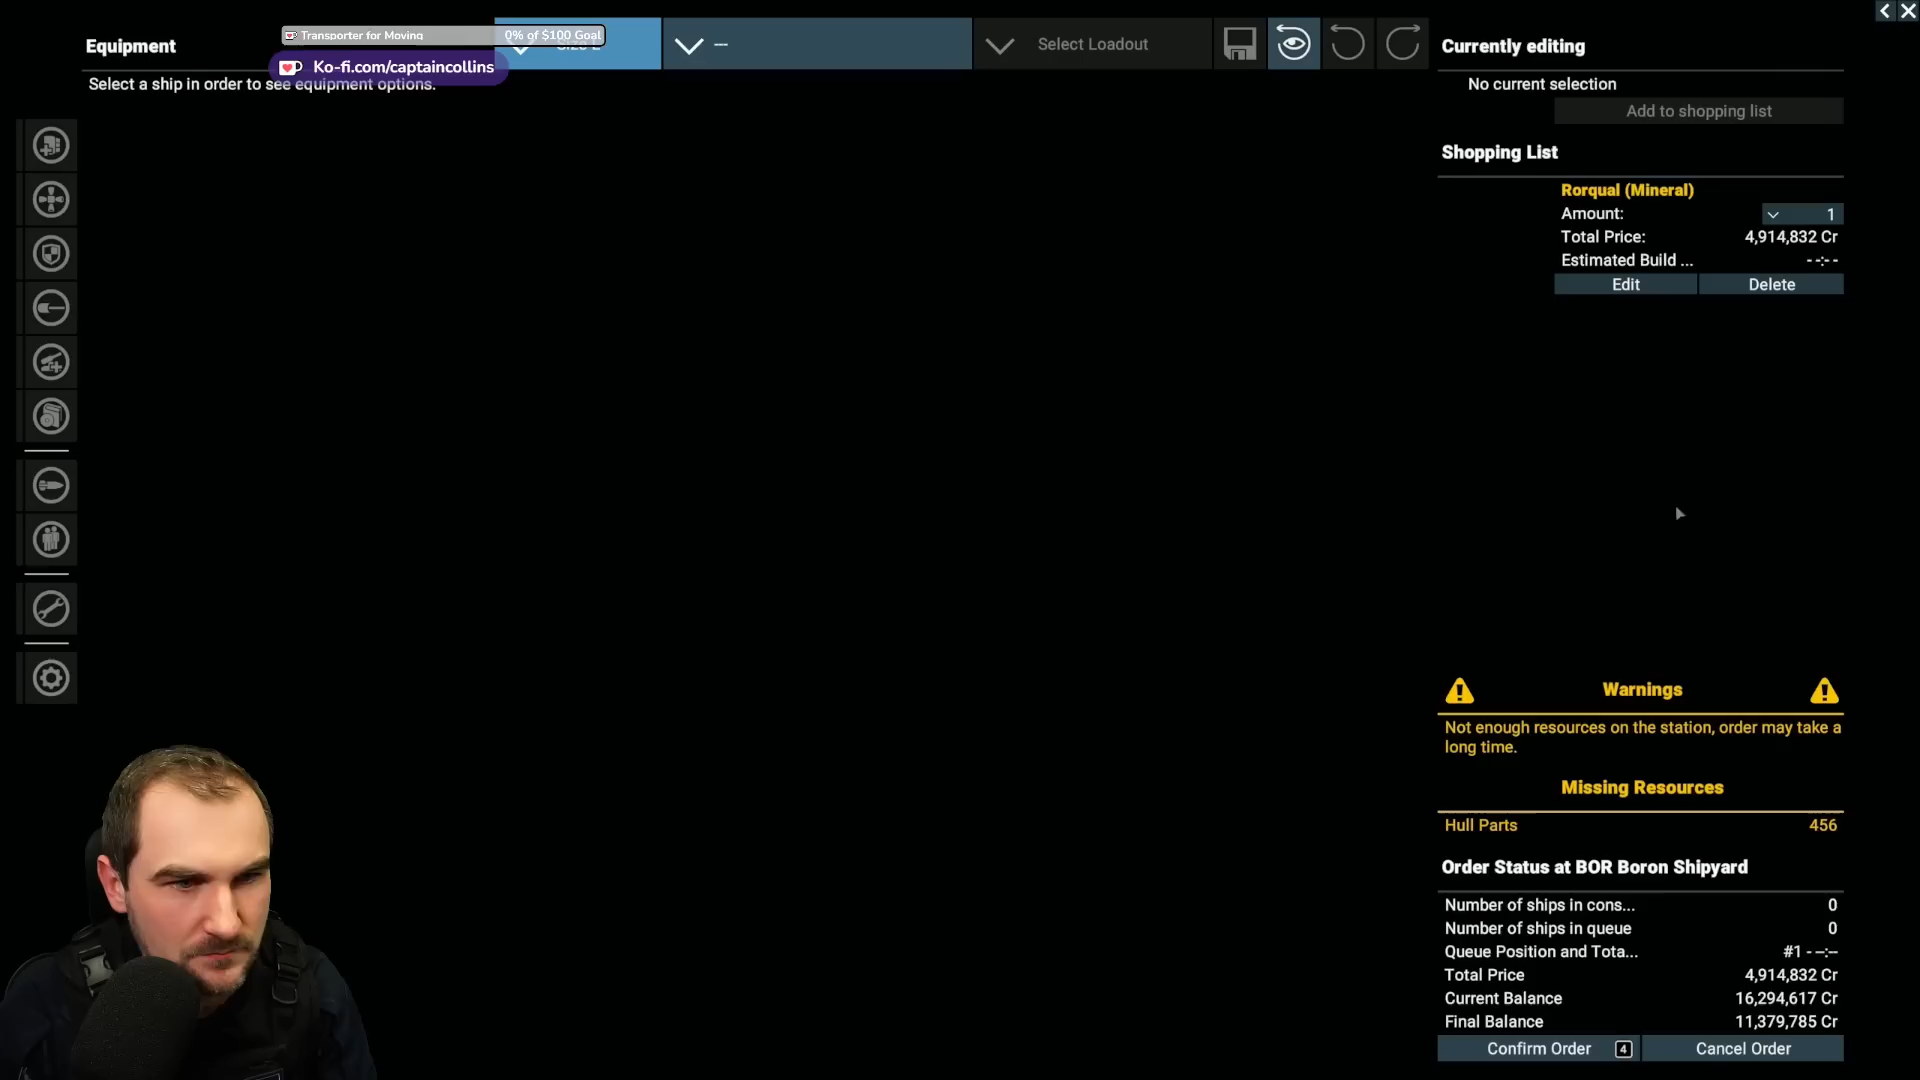 Equipment
Transporter for Moving 0% of $100 Goal
Ko-fi.com/captaincollins
Select a ship in order to see equipment options.
--
Select Loadout
Currently editing
No current selection
Add to shopping list
Shopping List
Rorqual (Mineral)
Amount: 1
Total Price: 4,914,832 Cr
Estimated Build ... --:--
Edit Delete
Warnings
Not enough resources on the station, order may take a
long time.
Missing Resources
Hull Parts 456
Order Status at BOR Boron Shipyard
Number of ships in cons... 0
Number of ships in queue 0
Queue Position and Tota... #1 - --:--
Total Price 4,914,832 Cr
Current Balance 16,294,617 Cr
Final Balance 11,379,785 Cr
Confirm Order 4 Cancel Order